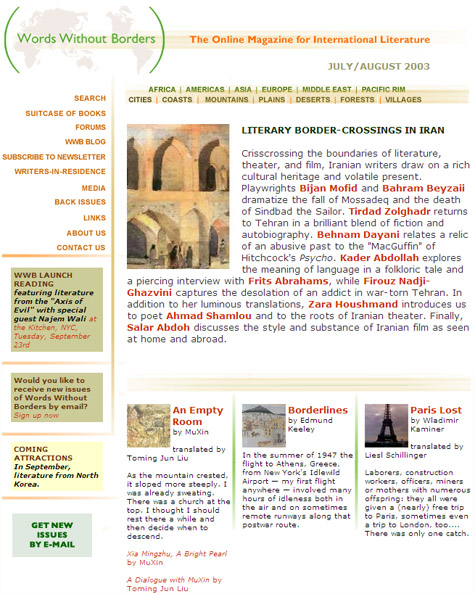 Words Without Borders
The Online Magazine for International Literature
JULY/AUGUST 2003
AFRICA | AMERICAS | ASIA | EUROPE | MIDDLE EAST | PACIFIC RIM
CITIES | COASTS | MOUNTAINS | PLAINS | DESERTS | FORESTS | VILLAGES
SEARCH
SUITCASE OF BOOKS
FORUMS
WWB BLOG
SUBSCRIBE TO NEWSLETTER
WRITERS-IN-RESIDENCE
MEDIA
BACK ISSUES
LINKS
ABOUT US
CONTACT US
WWB LAUNCH
READING
featuring literature
from the "Axis of
Evil" with special
guest Najem Wali at
the Kitchen, NYC,
Tuesday, September
23rd
Would you like to
receive new issues
of Words Without
Borders by email?
Sign up now
COMING
ATTRACTIONS
In September,
literature from North
Korea.
GET NEW
ISSUES
BY E-MAIL
LITERARY BORDER-CROSSINGS IN IRAN
Crisscrossing the boundaries of literature,
theater, and film, Iranian writers draw on a rich
cultural heritage and volatile present.
Playwrights Bijan Mofid and Bahram Beyzaii
dramatize the fall of Mossadeq and the death
of Sindbad the Sailor. Tirdad Zolghadr returns
to Tehran in a brilliant blend of fiction and
autobiography. Behnam Dayani relates a relic
of an abusive past to the "MacGuffin" of
Hitchcock's Psycho. Kader Abdollah explores
the meaning of language in a folkloric tale and
a piercing interview with Frits Abrahams, while Firouz Nadji-
Ghazvini captures the desolation of an addict in war-torn Tehran. In
addition to her luminous translations, Zara Houshmand introduces us
to poet Ahmad Shamlou and to the roots of Iranian theater. Finally,
Salar Abdoh discusses the style and substance of Iranian film as seen
at home and abroad.
An Empty
Room
by MuXin
translated by
Toming Jun Liu
As the mountain crested,
it sloped more steeply. I
was already sweating.
There was a church at the
top. I thought I should
rest there a while and
then decide when to
descend.
Xia Mingzhu, A Bright Pearl
by MuXin
A Dialogue with MuXin by
Toming Jun Liu
Borderlines
by Edmund
Keeley
In the summer of 1947 the
flight to Athens, Greece,
from New York's Idlewild
Airport — my first flight
anywhere — involved many
hours of idleness both in
the air and on sometimes
remote runways along that
postwar route.
Paris Lost
by Wladimir
Kaminer
translated by
Liesl Schillinger
Laborers, construction
workers, officers, miners
or mothers with numerous
offspring: they all were
given a (nearly) free trip
to Paris, sometimes even
a trip to London, too....
There was only one catch.